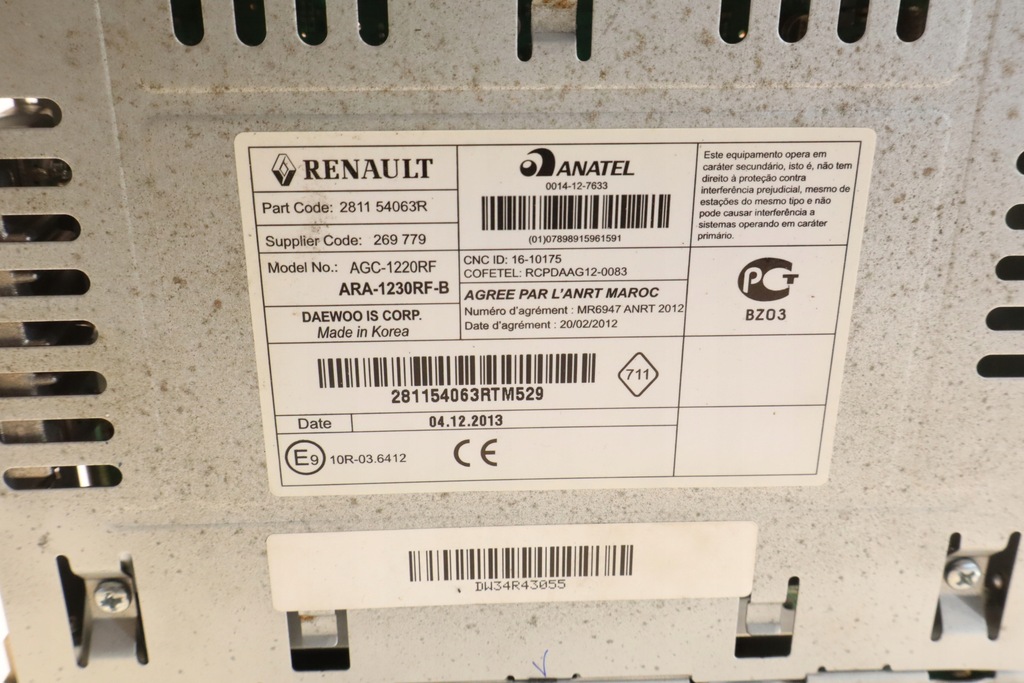 RENAULT
Part Code: 2811 54063R
Supplier Code: 269 779
Model No.: AGC-1220RF
ARA-1230RF-B
DAEWOO IS CORP.
Made in Korea
ANATEL
0014-12-7633
(01)07898915961591
CNC ID: 16-10175
COFETEL: RCPDAAG12-0083
AGREE PAR L'ANRT MAROC
Numéro d'agrément : MR6947 ANRT 2012
Date d'agrément : 20/02/2012
Este equipamento opera em
caráter secundário, isto é, não tem
direito à proteção contra
interferência prejudicial, mesmo de
estações do mesmo tipo e não
pode causar interferência a
sistemas operando em caráter
primário.
PCT
BZ03
281154063RTM529
711
Date 04.12.2013
E9 10R-03.6412
CE
DW34R43055